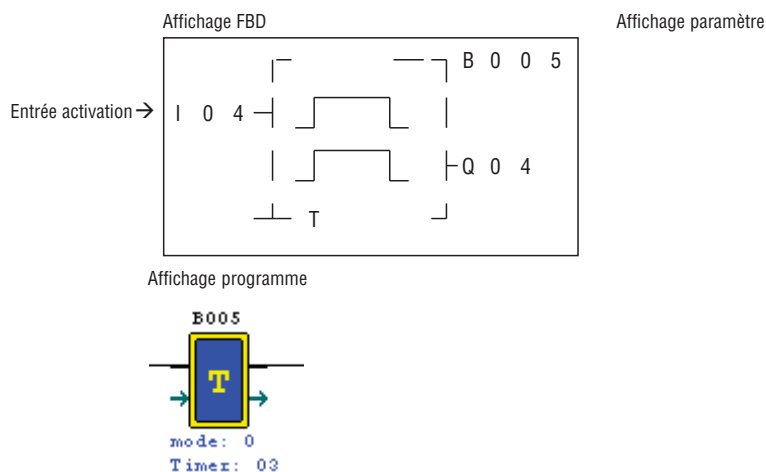 Affichage FBD
Affichage paramètre
B 0 0 5
Entrée activation → I 0 4
Q 0 4
T
Affichage programme
B005
T
mode: 0
Timer: 03